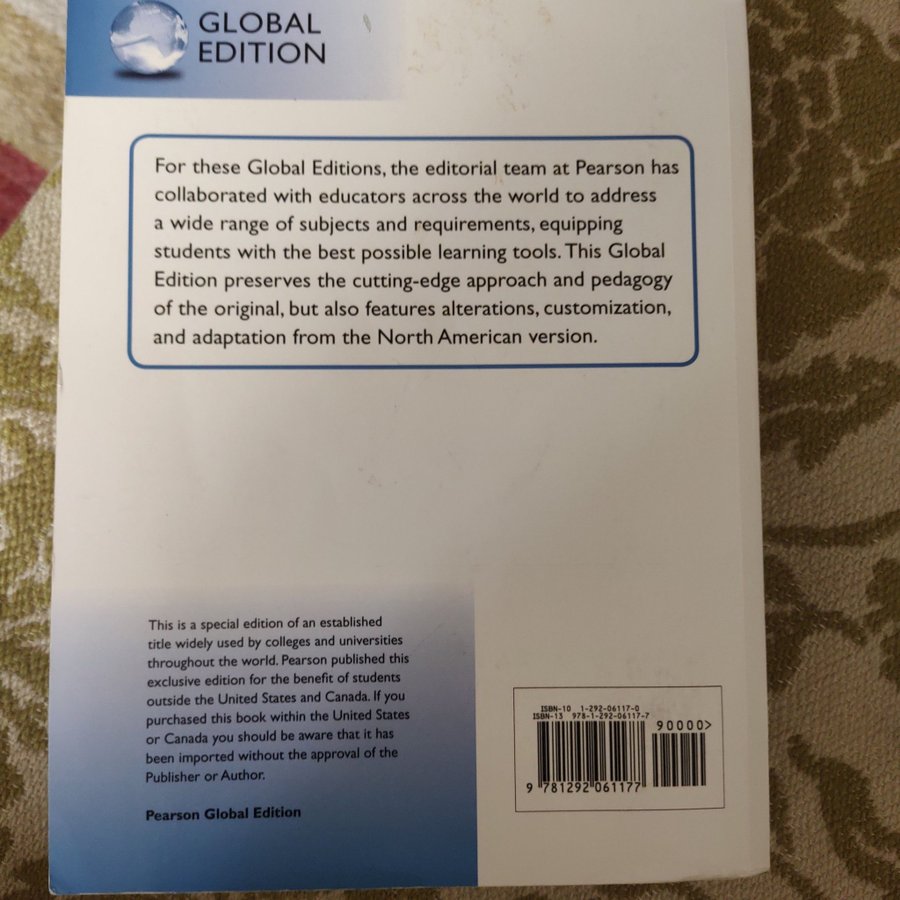 GLOBAL
EDITION
For these Global Editions, the editorial team at Pearson has
collaborated with educators across the world to address
a wide range of subjects and requirements, equipping
students with the best possible learning tools. This Global
Edition preserves the cutting-edge approach and pedagogy
of the original, but also features alterations, customization,
and adaptation from the North American version.
This is a special edition of an established
title widely used by colleges and universities
throughout the world. Pearson published this
exclusive edition for the benefit of students
outside the United States and Canada. If you
purchased this book within the United States
or Canada you should be aware that it has
been imported without the approval of the
Publisher or Author.
Pearson Global Edition
ISBN-10 1-292-06117-0
ISBN-13 978-1-292-06117-7
90000>
9 781292 061177